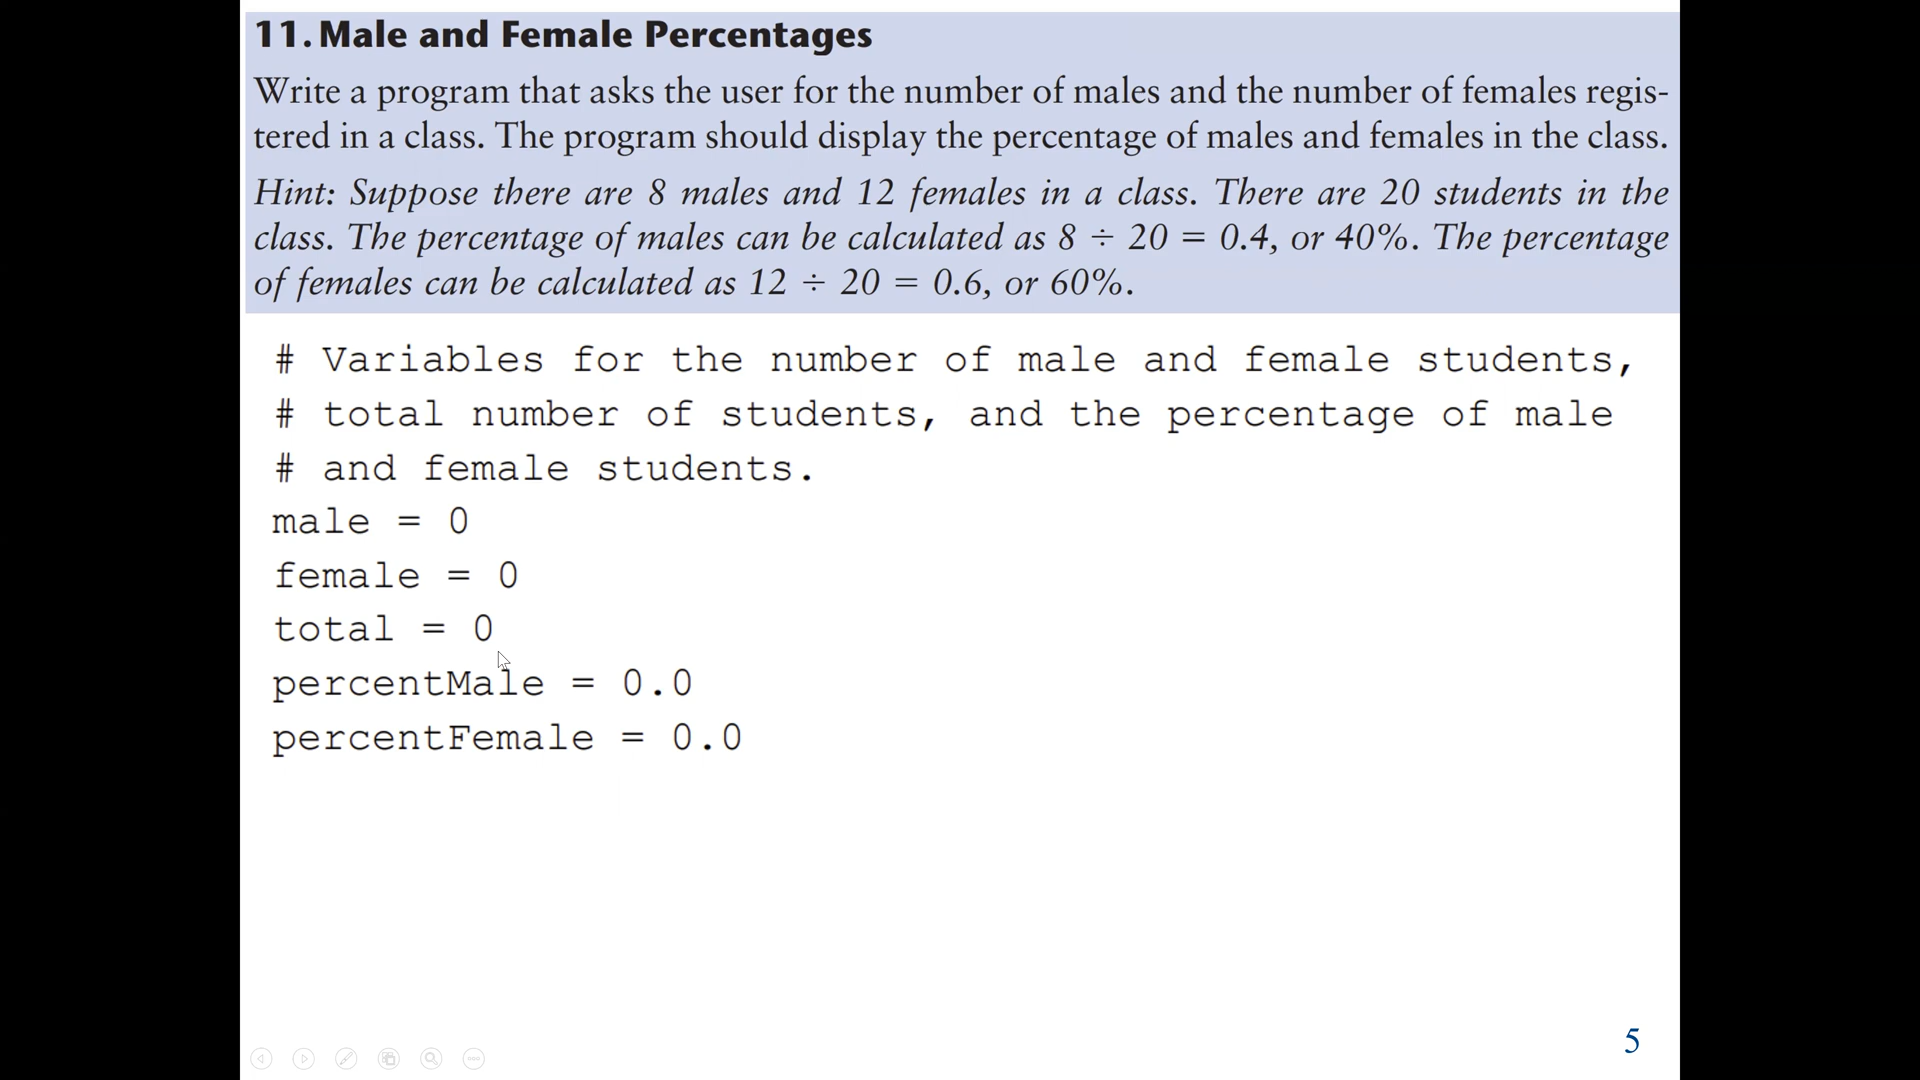 11. Male and Female Percentages
Write a program that asks the user for the number of males and the number of females regis-
tered in a class. The program should display the percentage of males and females in the class.
Hint: Suppose there are 8 males and 12 females in a class. There are 20 students in the
class. The percentage of males can be calculated as 8 ÷ 20 = 0.4, or 40%. The percentage
of females can be calculated as 12 ÷ 20 = 0.6, or 60%.
# Variables for the number of male and female students,
# total number of students, and the percentage of male
# and female students.
male = 0
female = 0
total = 0
percentMale = 0.0
percentFemale = 0.0
5